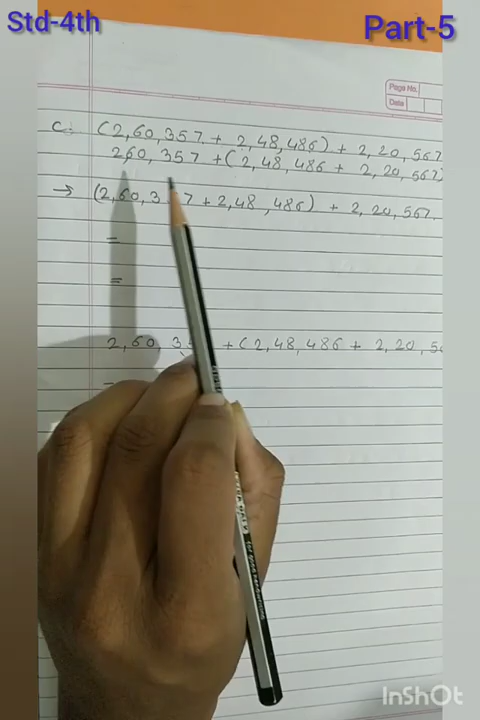 Std-4th
Part-5
Page No.
Date
c: (2,60,357 + 2,48,486) + 2,20,567
260,357 + (2,48,486 + 2,20,567)
→ (2,60,3 7 + 2,48,486) + 2,20,567.
=
=
2,60,3 + (2,48,486 + 2,20,56
InShOt